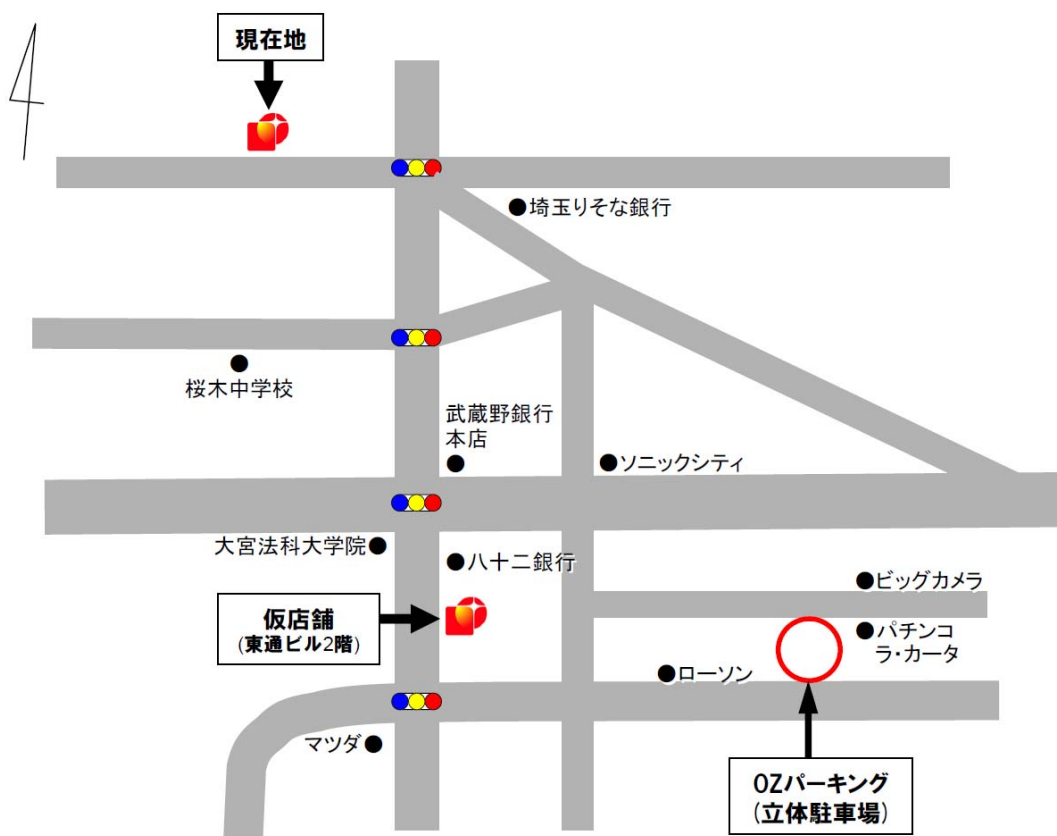 現在地
●埼玉りそな銀行
●
桜木中学校
武蔵野銀行
本店
●
●ソニックシティ
大宮法科大学院●
●八十二銀行
●ビッグカメラ
仮店舗
(東通ビル2階)
●パチンコ
ラ・カータ
●ローソン
マツダ●
OZパーキング
(立体駐車場)